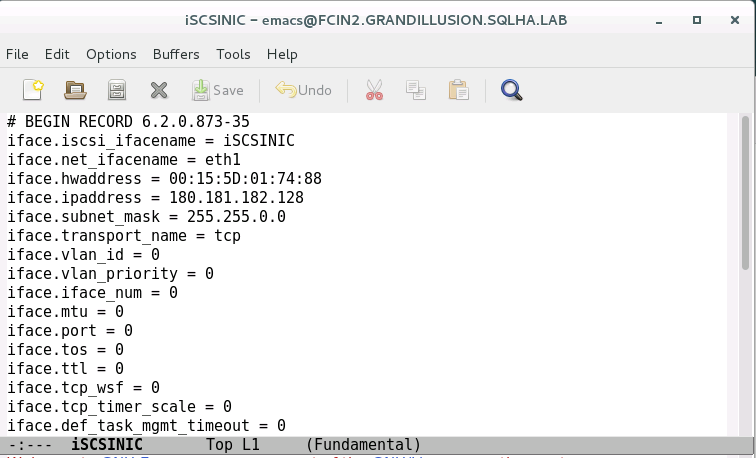 iSCSINIC - emacs@FCIN2.GRANDILLUSION.SQLHA.LAB
File Edit Options Buffers Tools Help
Save Undo
# BEGIN RECORD 6.2.0.873-35
iface.iscsi_ifacename = iSCSINIC
iface.net_ifacename = eth1
iface.hwaddress = 00:15:5D:01:74:88
iface.ipaddress = 180.181.182.128
iface.subnet_mask = 255.255.0.0
iface.transport_name = tcp
iface.vlan_id = 0
iface.vlan_priority = 0
iface.iface_num = 0
iface.mtu = 0
iface.port = 0
iface.tos = 0
iface.ttl = 0
iface.tcp_wsf = 0
iface.tcp_timer_scale = 0
iface.def_task_mgmt_timeout = 0
-:--- iSCSINIC Top L1 (Fundamental)